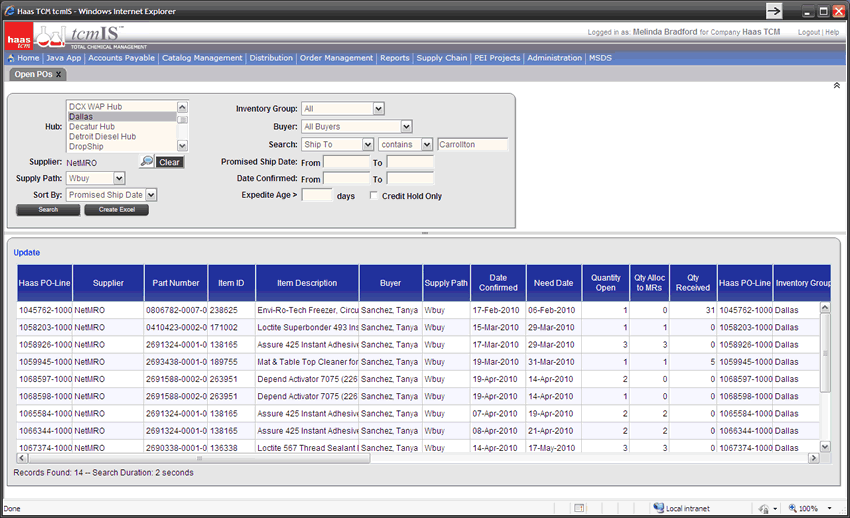 Haas TCM tcmIS - Windows Internet Explorer
haas tcm tcmIS
TOTAL CHEMICAL MANAGEMENT
Logged in as: Melinda Bradford for Company Haas TCM Logout | Help
Home Java App Accounts Payable Catalog Management Distribution Order Management Reports Supply Chain PEI Projects Administration MSDS
Open POs X
DCX WAP Hub
Dallas
Hub: Decatur Hub
Detroit Diesel Hub
DropShip
Supplier: NetMRO Clear
Supply Path: Wbuy
Sort By: Promised Ship Date
Search Create Excel
Inventory Group: All
Buyer: All Buyers
Search: Ship To contains Carrollton
Promised Ship Date: From To
Date Confirmed: From To
Expedite Age > days Credit Hold Only
Update
Haas PO-Line Supplier Part Number Item ID Item Description Buyer Supply Path Date Confirmed Need Date Quantity Open Qty Alloc to MRs Qty Received Haas PO-Line Inventory Group
1045762-1000 NetMRO 0806782-0007-0 238625 Envi-Ro-Tech Freezer, Circu Sanchez, Tanya Wbuy 17-Feb-2010 06-Feb-2010 1 0 31 1045762-1000 Dallas
1058203-1000 NetMRO 0410423-0002-0 171002 Loctite Superbonder 493 Ins Sanchez, Tanya Wbuy 15-Mar-2010 29-Mar-2010 1 1 0 1058203-1000 Dallas
1058926-1000 NetMRO 2691324-0001-0 138165 Assure 425 Instant Adhesive Sanchez, Tanya Wbuy 17-Mar-2010 29-Mar-2010 3 3 0 1058926-1000 Dallas
1059945-1000 NetMRO 2693438-0001-0 189755 Mat & Table Top Cleaner for Sanchez, Tanya Wbuy 19-Mar-2010 31-Mar-2010 1 1 5 1059945-1000 Dallas
1068597-1000 NetMRO 2691588-0002-0 263951 Depend Activator 7075 (226 Sanchez, Tanya Wbuy 19-Apr-2010 14-Apr-2010 2 0 0 1068597-1000 Dallas
1068598-1000 NetMRO 2691588-0002-0 263951 Depend Activator 7075 (226 Sanchez, Tanya Wbuy 19-Apr-2010 14-Apr-2010 1 0 0 1068598-1000 Dallas
1065584-1000 NetMRO 2691324-0001-0 138165 Assure 425 Instant Adhesive Sanchez, Tanya Wbuy 07-Apr-2010 19-Apr-2010 2 2 0 1065584-1000 Dallas
1066344-1000 NetMRO 2691324-0001-0 138165 Assure 425 Instant Adhesive Sanchez, Tanya Wbuy 08-Apr-2010 21-Apr-2010 2 2 0 1066344-1000 Dallas
1067374-1000 NetMRO 2690338-0001-0 136338 Loctite 567 Thread Sealant Sanchez, Tanya Wbuy 14-Apr-2010 17-May-2010 3 3 0 1067374-1000 Dallas
Records Found: 14 -- Search Duration: 2 seconds
Done Local intranet 100%